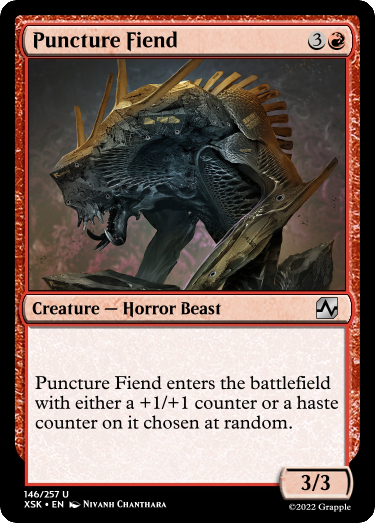 Puncture Fiend 3
Creature — Horror Beast
Puncture Fiend enters the battlefield
with either a +1/+1 counter or a haste
counter on it chosen at random.
3/3
146/257 U
XSK • EN Nivanh Chanthara
©2022 Grapple